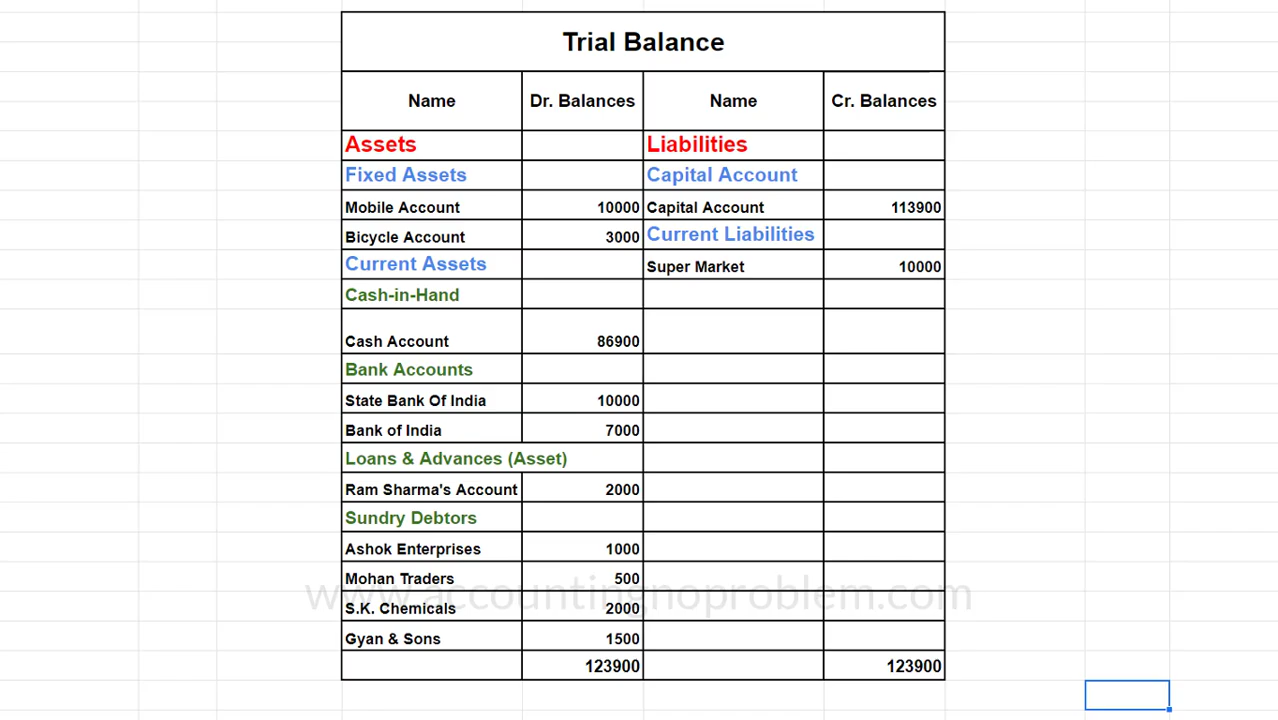 Trial Balance
Name Dr. Balances Name Cr. Balances
Assets Liabilities
Fixed Assets Capital Account
Mobile Account 10000 Capital Account 113900
Bicycle Account 3000 Current Liabilities
Current Assets Super Market 10000
Cash-in-Hand
Cash Account 86900
Bank Accounts
State Bank Of India 10000
Bank of India 7000
Loans & Advances (Asset)
Ram Sharma's Account 2000
Sundry Debtors
Ashok Enterprises 1000
Mohan Traders 500
www.accountingnoproblem.com
S.K. Chemicals 2000
Gyan & Sons 1500
123900 123900